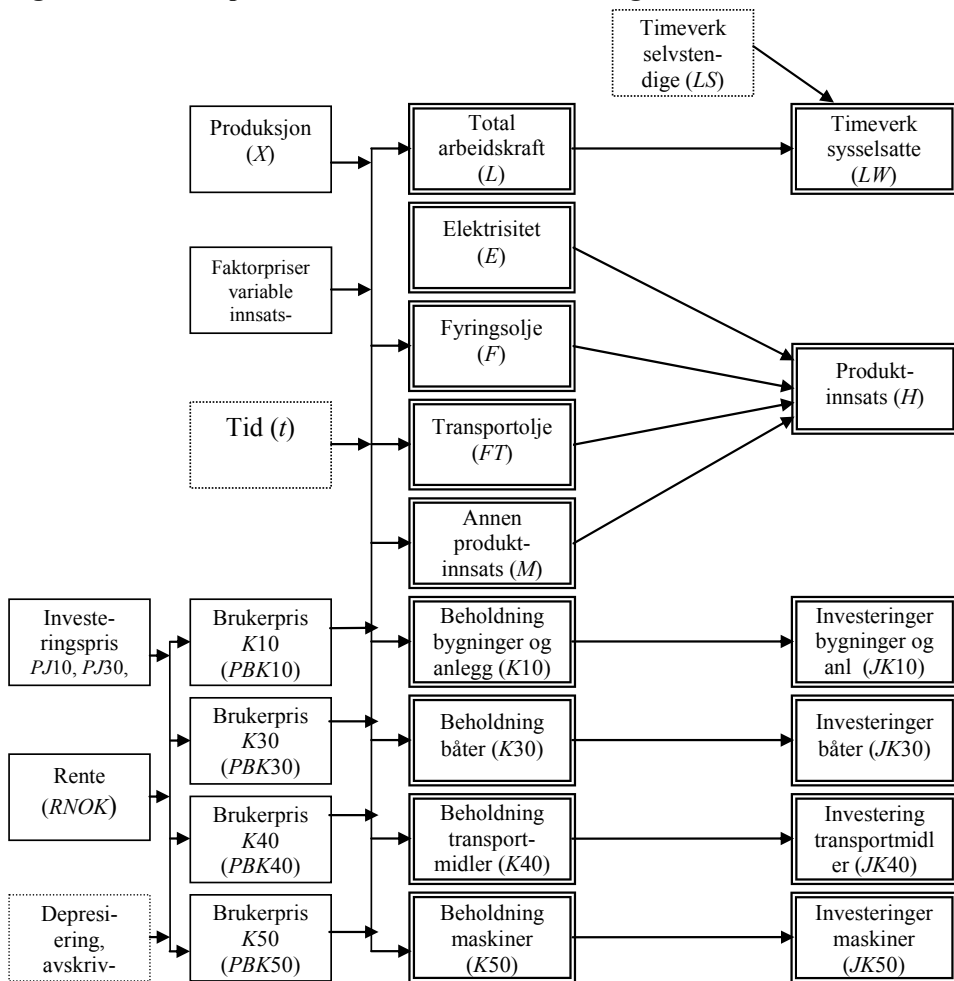 Timeverk
selvsten-
dige (LS)
Produksjon
(X)
Total
arbeidskraft
(L)
Timeverk
sysselsatte
(LW)
Elektrisitet
(E)
Faktorpriser
variable
innsats-
Fyringsolje
(F)
Produkt-
innsats (H)
Tid (t)
Transportolje
(FT)
Annen
produkt-
innsats (M)
Investe-
ringspris
PJ10, PJ30,
Brukerpris
K10
(PBK10)
Beholdning
bygninger og
anlegg (K10)
Investeringer
bygninger og
anl (JK10)
Brukerpris
K30
(PBK30)
Beholdning
båter (K30)
Investeringer
båter (JK30)
Rente
(RNOK)
Brukerpris
K40
(PBK40)
Beholdning
transport-
midler (K40)
Investering
transportmidl
er (JK40)
Depresi-
ering,
avskriv-
Brukerpris
K50
(PBK50)
Beholdning
maskiner
(K50)
Investeringer
maskiner
(JK50)